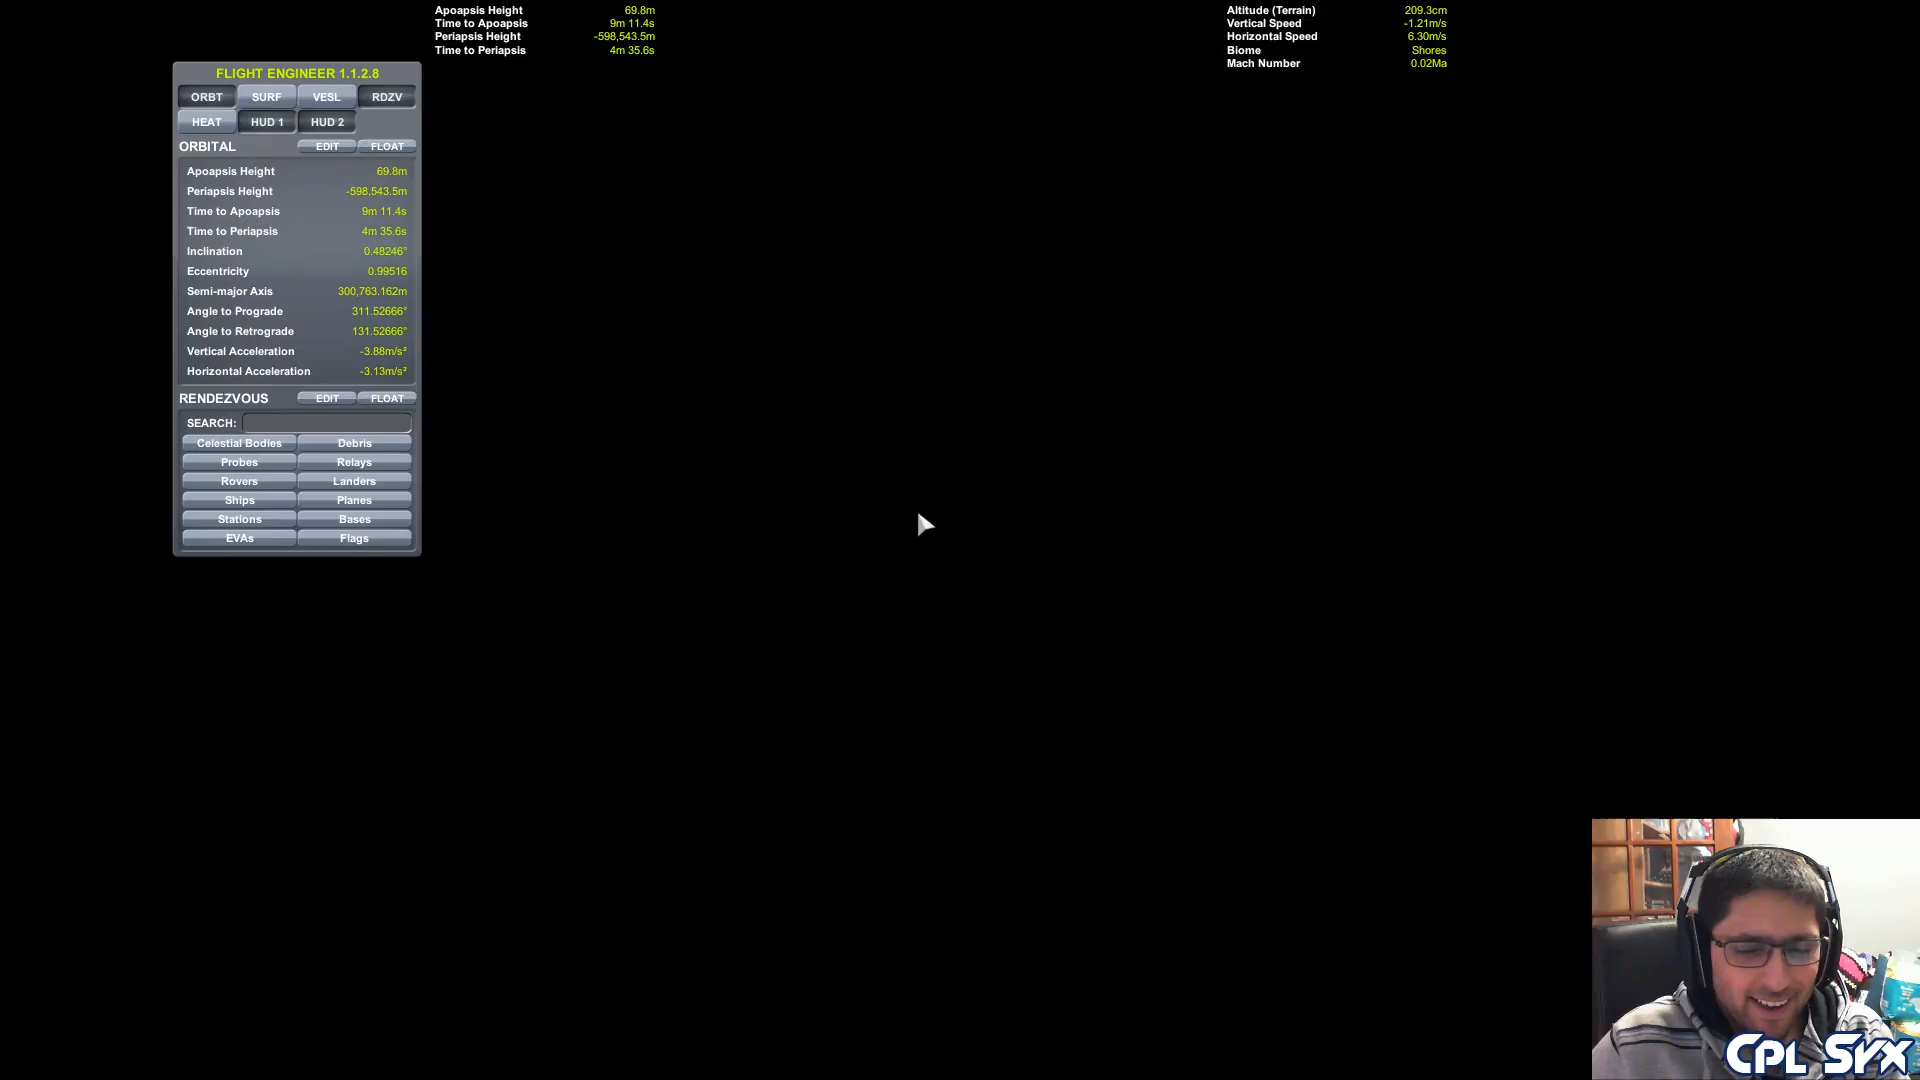 Apoapsis Height 69.8m
Time to Apoapsis 9m 11.4s
Periapsis Height -598,543.5m
Time to Periapsis 4m 35.6s
Altitude (Terrain) 209.3cm
Vertical Speed -1.21m/s
Horizontal Speed 6.30m/s
Biome Shores
Mach Number 0.02Ma
FLIGHT ENGINEER 1.1.2.8
ORBT SURF VESL RDZV
HEAT HUD 1 HUD 2
ORBITAL EDIT FLOAT
Apoapsis Height 69.8m
Periapsis Height -598,543.5m
Time to Apoapsis 9m 11.4s
Time to Periapsis 4m 35.6s
Inclination 0.48246°
Eccentricity 0.99516
Semi-major Axis 300,763.162m
Angle to Prograde 311.52666°
Angle to Retrograde 131.52666°
Vertical Acceleration -3.88m/s²
Horizontal Acceleration -3.13m/s²
RENDEZVOUS EDIT FLOAT
SEARCH:
Celestial Bodies Debris
Probes Relays
Rovers Landers
Ships Planes
Stations Bases
EVAs Flags
CPL SYX